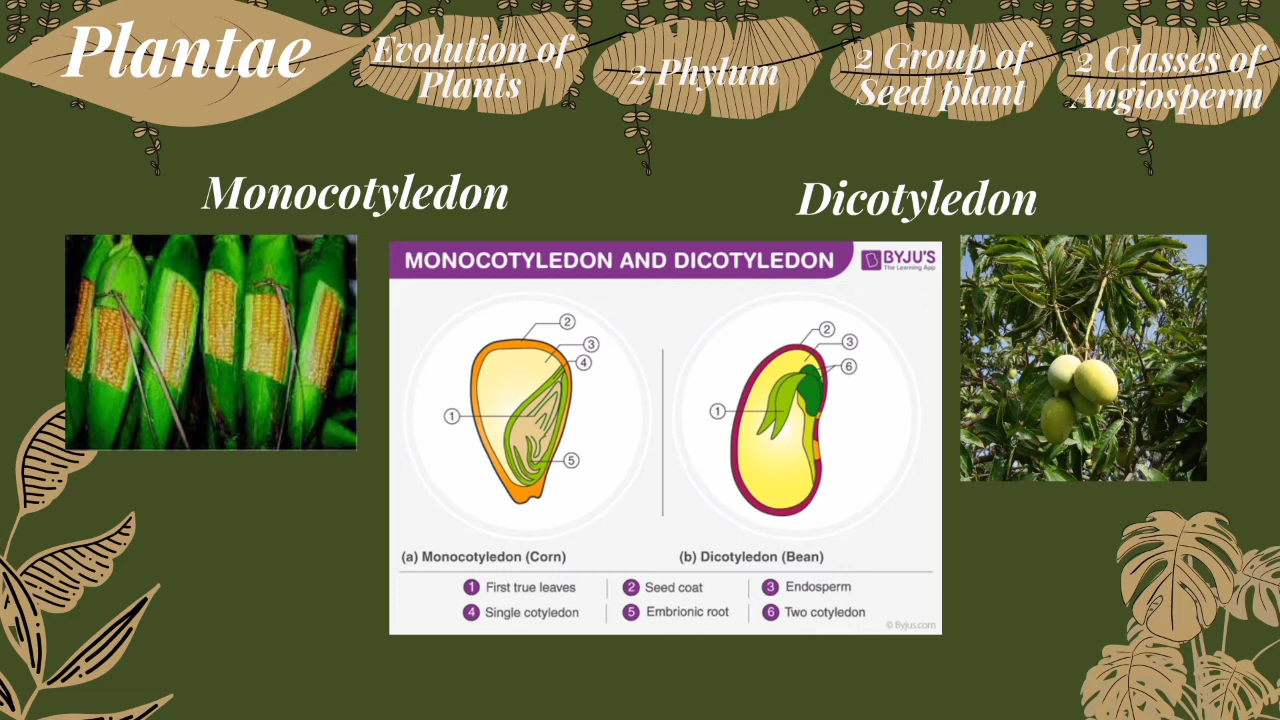 Plantae
Evolution of
Plants
2 Phylum
2 Group of
Seed plant
2 Classes of
Angiosperm
Monocotyledon
Dicotyledon
MONOCOTYLEDON AND DICOTYLEDON
BYJU'S
The Learning App
2
3
4
1
5
2
3
6
1
(a) Monocotyledon (Corn)
(b) Dicotyledon (Bean)
1 First true leaves
2 Seed coat
3 Endosperm
4 Single cotyledon
5 Embrionic root
6 Two cotyledon
© Byjus.com